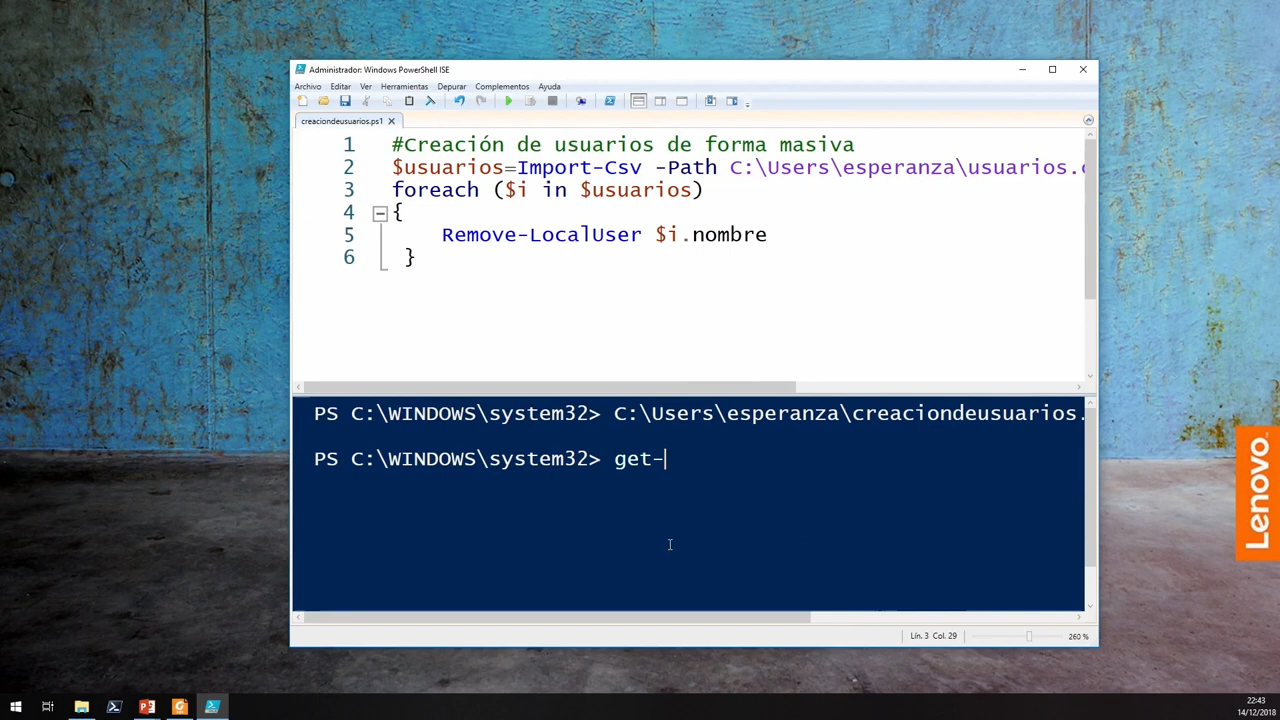 Administrador: Windows PowerShell ISE
Archivo Editar Ver Herramientas Depurar Complementos Ayuda
creaciondeusuarios.ps1
1 #Creación de usuarios de forma masiva
2 $usuarios=Import-Csv -Path C:\Users\esperanza\usuarios.c
3 foreach ($i in $usuarios)
4 {
5 Remove-LocalUser $i.nombre
6 }
PS C:\WINDOWS\system32> C:\Users\esperanza\creaciondeusuarios.
PS C:\WINDOWS\system32> get-
Lín. 3 Col. 29 260 %
Lenovo
22:43
14/12/2018